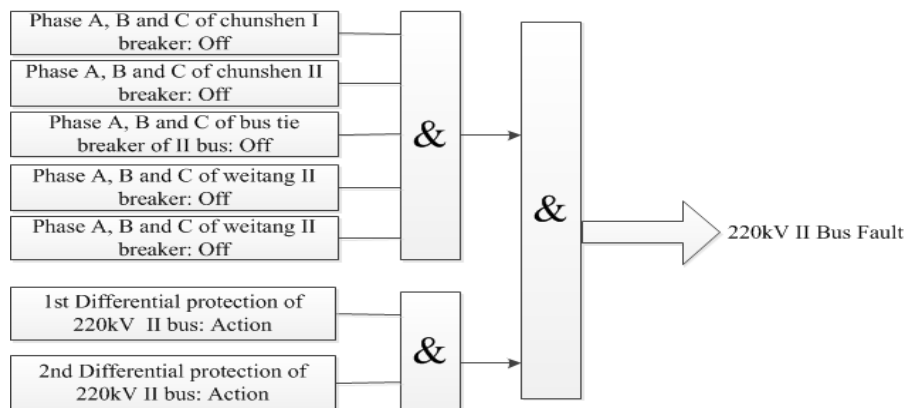 Phase A, B and C of chunshen I
breaker: Off
Phase A, B and C of chunshen II
breaker: Off
Phase A, B and C of bus tie
breaker of II bus: Off
Phase A, B and C of weitang II
breaker: Off
Phase A, B and C of weitang II
breaker: Off
&
&
220kV II Bus Fault
1st Differential protection of
220kV II bus: Action
2nd Differential protection of
220kV II bus: Action
&